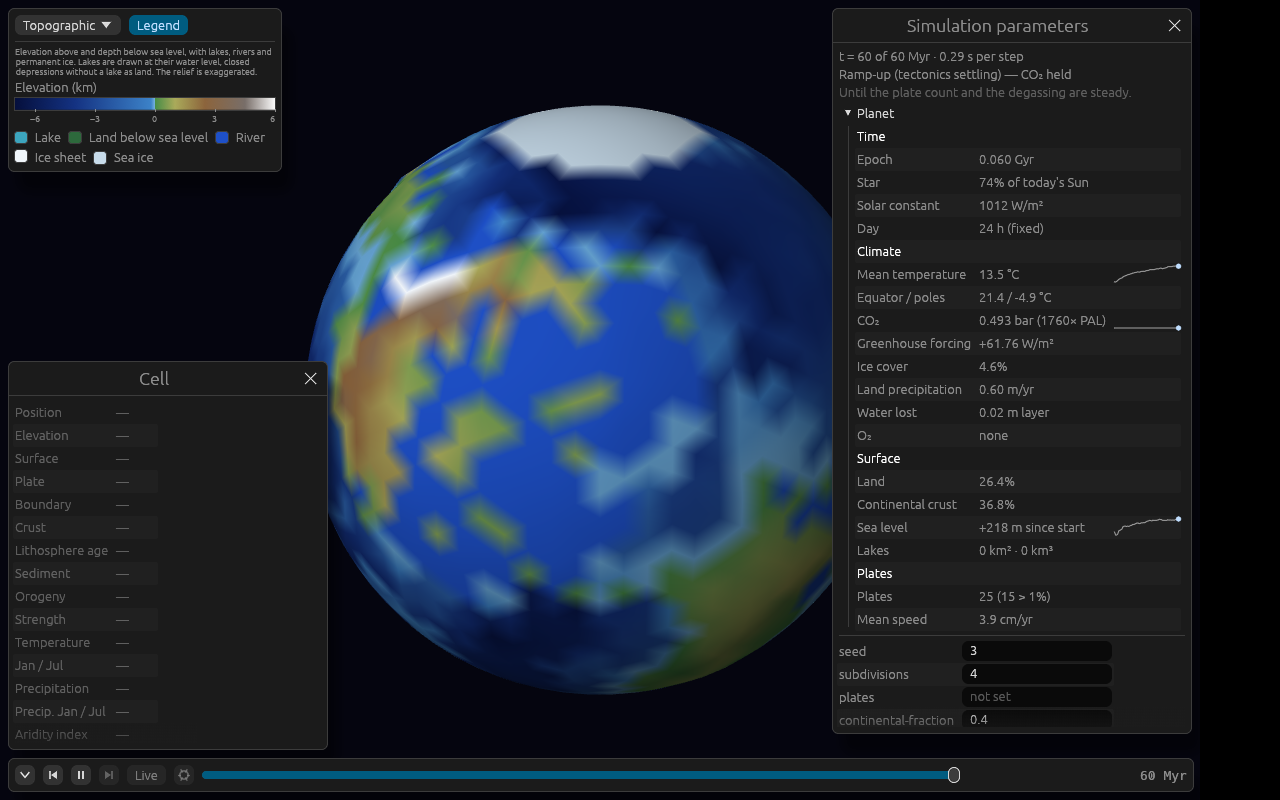 Topographic Legend
Elevation above and depth below sea level, with lakes, rivers and
permanent ice. Lakes are drawn at their water level, closed
depressions without a lake as land. The relief is exaggerated.
Elevation (km)
−6 −3 0 3 6
Lake Land below sea level River
Ice sheet Sea ice
Cell
Position —
Elevation —
Surface —
Plate —
Boundary —
Crust —
Lithosphere age —
Sediment —
Orogeny —
Strength —
Temperature —
Jan / Jul —
Precipitation —
Precip. Jan / Jul —
Aridity index —
Simulation parameters
t = 60 of 60 Myr · 0.29 s per step
Ramp-up (tectonics settling) — CO₂ held
Until the plate count and the degassing are steady.
Planet
Time
Epoch 0.060 Gyr
Star 74% of today's Sun
Solar constant 1012 W/m²
Day 24 h (fixed)
Climate
Mean temperature 13.5 °C
Equator / poles 21.4 / -4.9 °C
CO₂ 0.493 bar (1760× PAL)
Greenhouse forcing +61.76 W/m²
Ice cover 4.6%
Land precipitation 0.60 m/yr
Water lost 0.02 m layer
O₂ none
Surface
Land 26.4%
Continental crust 36.8%
Sea level +218 m since start
Lakes 0 km² · 0 km³
Plates
Plates 25 (15 > 1%)
Mean speed 3.9 cm/yr
seed 3
subdivisions 4
plates not set
continental-fraction 0.4
Live 60 Myr